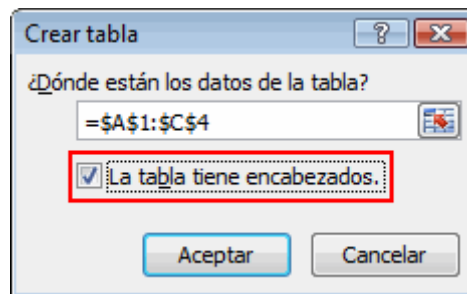 Crear tabla
¿Dónde están los datos de la tabla?
=$A$1:$C$4
La tabla tiene encabezados.
Aceptar Cancelar